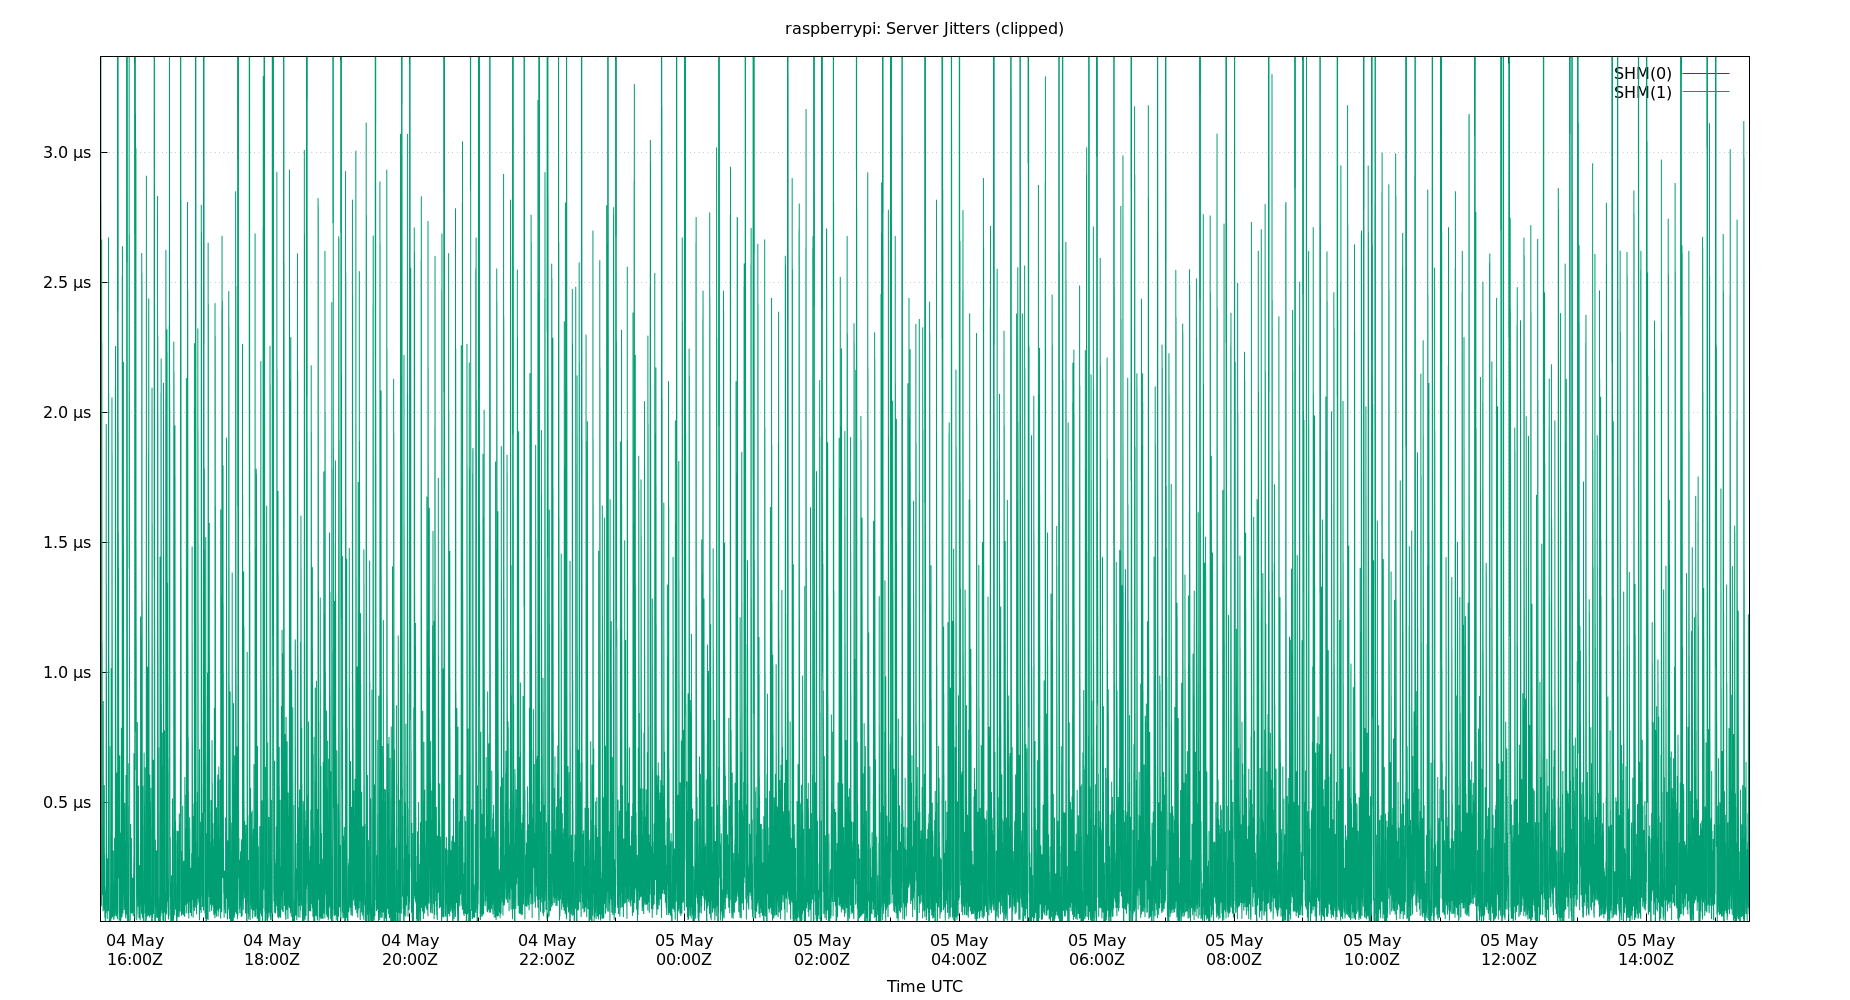 raspberrypi: Server Jitters (clipped)
SHM(0)
SHM(1)
3.0 µs
2.5 µs
2.0 µs
1.5 µs
1.0 µs
0.5 µs
04 May 04 May 04 May 04 May 05 May 05 May 05 May 05 May 05 May 05 May 05 May 05 May
16:00Z 18:00Z 20:00Z 22:00Z 00:00Z 02:00Z 04:00Z 06:00Z 08:00Z 10:00Z 12:00Z 14:00Z
Time UTC